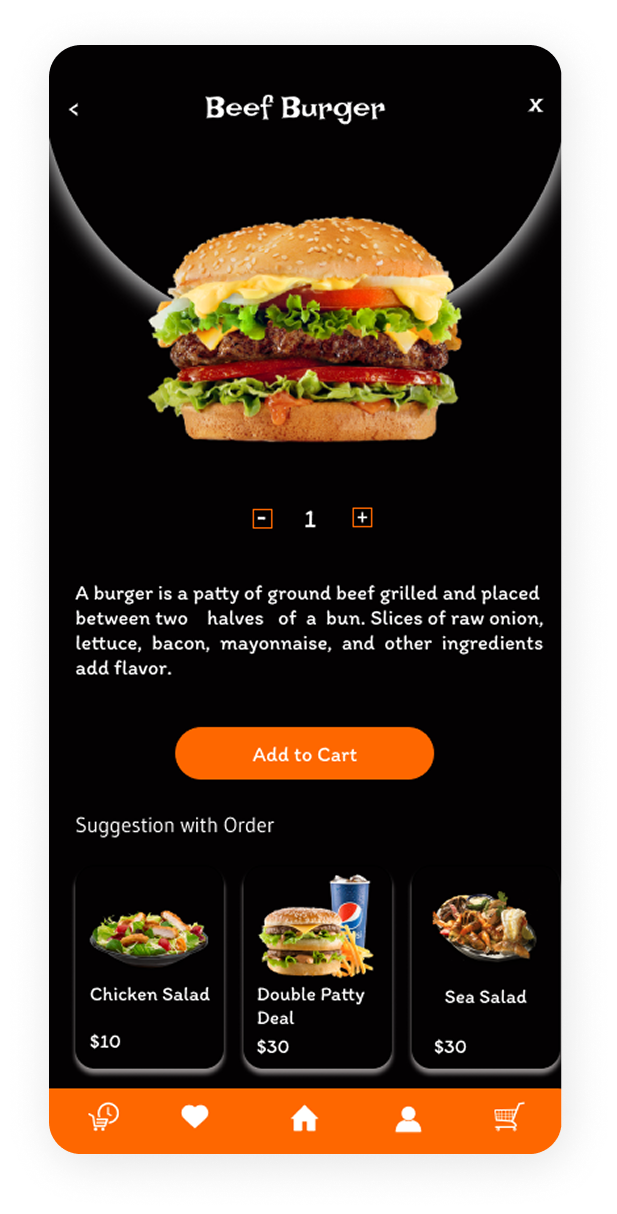 < Beef Burger X
- 1 +
A burger is a patty of ground beef grilled and placed
between two halves of a bun. Slices of raw onion,
lettuce, bacon, mayonnaise, and other ingredients
add flavor.
Add to Cart
Suggestion with Order
Chicken Salad
$10
Double Patty
Deal
$30
Sea Salad
$30